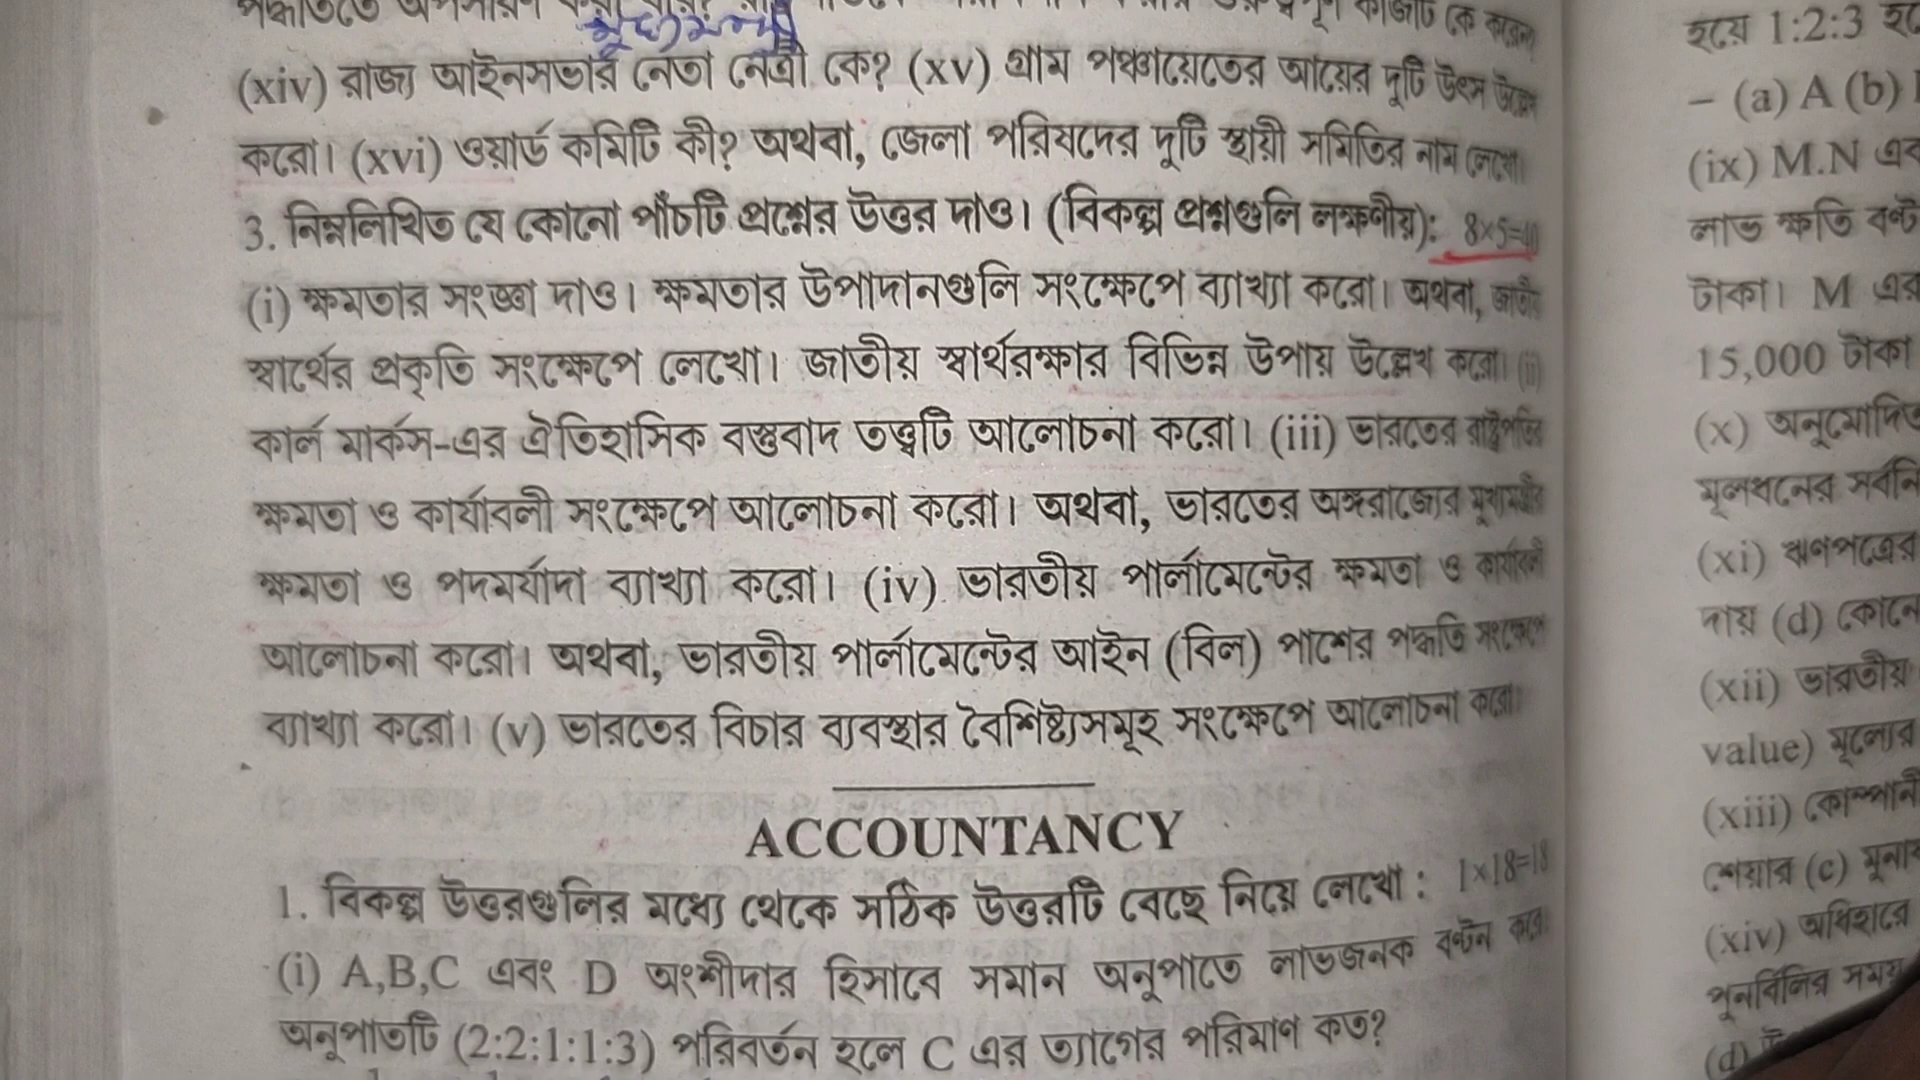 (xiv) রাজ্য আইনসভার নেতা নেত্রী কে? (xv) গ্রাম পঞ্চায়েতের আয়ের দুটি উৎস উল্লেখ
করো। (xvi) ওয়ার্ড কমিটি কী? অথবা, জেলা পরিষদের দুটি স্থায়ী সমিতির নাম লেখো।
3. নিম্নলিখিত যে কোনো পাঁচটি প্রশ্নের উত্তর দাও। (বিকল্প প্রশ্নগুলি লক্ষণীয়): 8×5=40
(i) ক্ষমতার সংজ্ঞা দাও। ক্ষমতার উপাদানগুলি সংক্ষেপে ব্যাখ্যা করো। অথবা, জাতীয়
স্বার্থের প্রকৃতি সংক্ষেপে লেখো। জাতীয় স্বার্থরক্ষার বিভিন্ন উপায় উল্লেখ করো। (ii)
কার্ল মার্কস-এর ঐতিহাসিক বস্তুবাদ তত্ত্বটি আলোচনা করো। (iii) ভারতের রাষ্ট্রপতির
ক্ষমতা ও কার্যাবলী সংক্ষেপে আলোচনা করো। অথবা, ভারতের অঙ্গরাজ্যের মুখ্যমন্ত্রীর
ক্ষমতা ও পদমর্যাদা ব্যাখ্যা করো। (iv) ভারতীয় পার্লামেন্টের ক্ষমতা ও কার্যাবলী
আলোচনা করো। অথবা, ভারতীয় পার্লামেন্টের আইন (বিল) পাশের পদ্ধতি সংক্ষেপে
ব্যাখ্যা করো। (v) ভারতের বিচার ব্যবস্থার বৈশিষ্ট্যসমূহ সংক্ষেপে আলোচনা করো।
ACCOUNTANCY
1. বিকল্প উত্তরগুলির মধ্যে থেকে সঠিক উত্তরটি বেছে নিয়ে লেখো : 1×18=18
(i) A,B,C এবং D অংশীদার হিসাবে সমান অনুপাতে লাভজনক বণ্টন করে
অনুপাতটি (2:2:1:1:3) পরিবর্তন হলে C এর ত্যাগের পরিমাণ কত?
হয়ে 1:2:3
– (a) A (b)
(ix) M.N
লাভ ক্ষতি
টাকা। M এর
15,000 টাকা
(x)
মূলধনের
(xi) ঋণপত্রের
দায় (d)
(xii) ভারতীয়
value) মূল্যের
(xiii)
শেয়ার (c)
(xiv)
পুনর্বিলির সময়
(d)